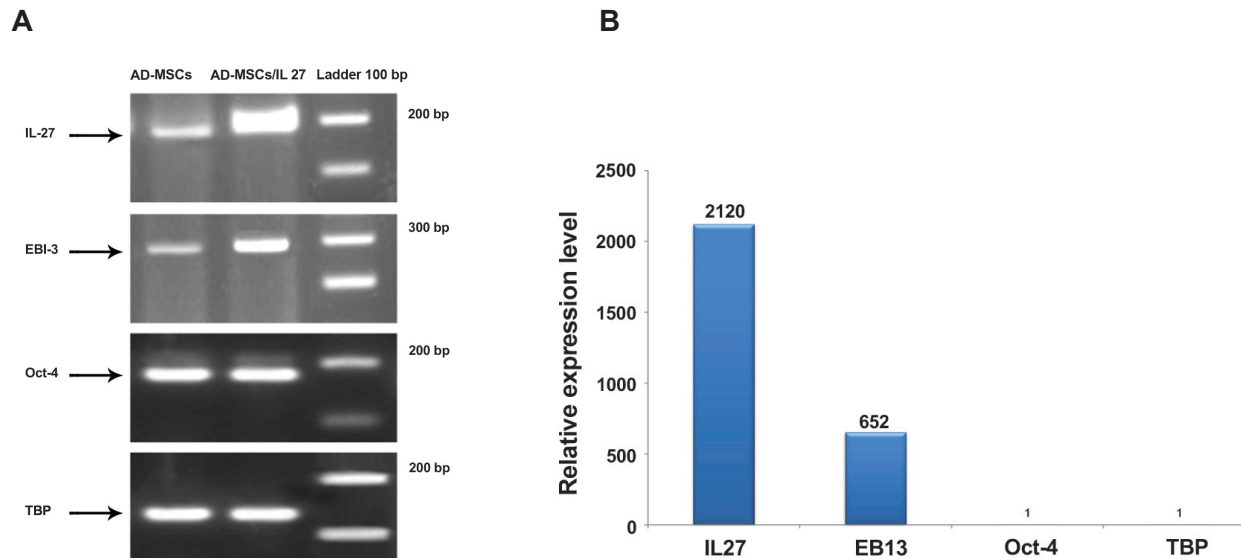 A
AD-MSCs AD-MSCs/IL 27 Ladder 100 bp
IL-27
200 bp
EBI-3
300 bp
Oct-4
200 bp
TBP
200 bp
B
Relative expression level
2500
2000
1500
1000
500
0
2120
652
1
1
IL27 EB13 Oct-4 TBP